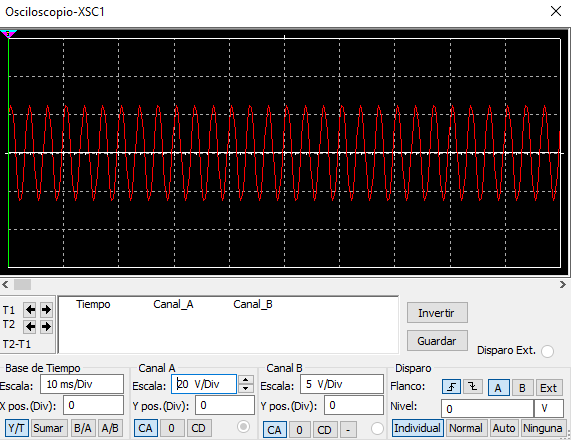 Osciloscopio-XSC1
T1
T2
T2-T1
Tiempo Canal_A Canal_B
Invertir
Guardar
Disparo Ext.
Base de Tiempo
Escala: 10 ms/Div
X pos.(Div): 0
Y/T Sumar B/A A/B
Canal A
Escala: 20 V/Div
Y pos.(Div): 0
CA 0 CD
Canal B
Escala: 5 V/Div
Y pos.(Div): 0
CA 0 CD -
Disparo
Flanco: A B Ext
Nivel: 0 V
Individual Normal Auto Ninguna